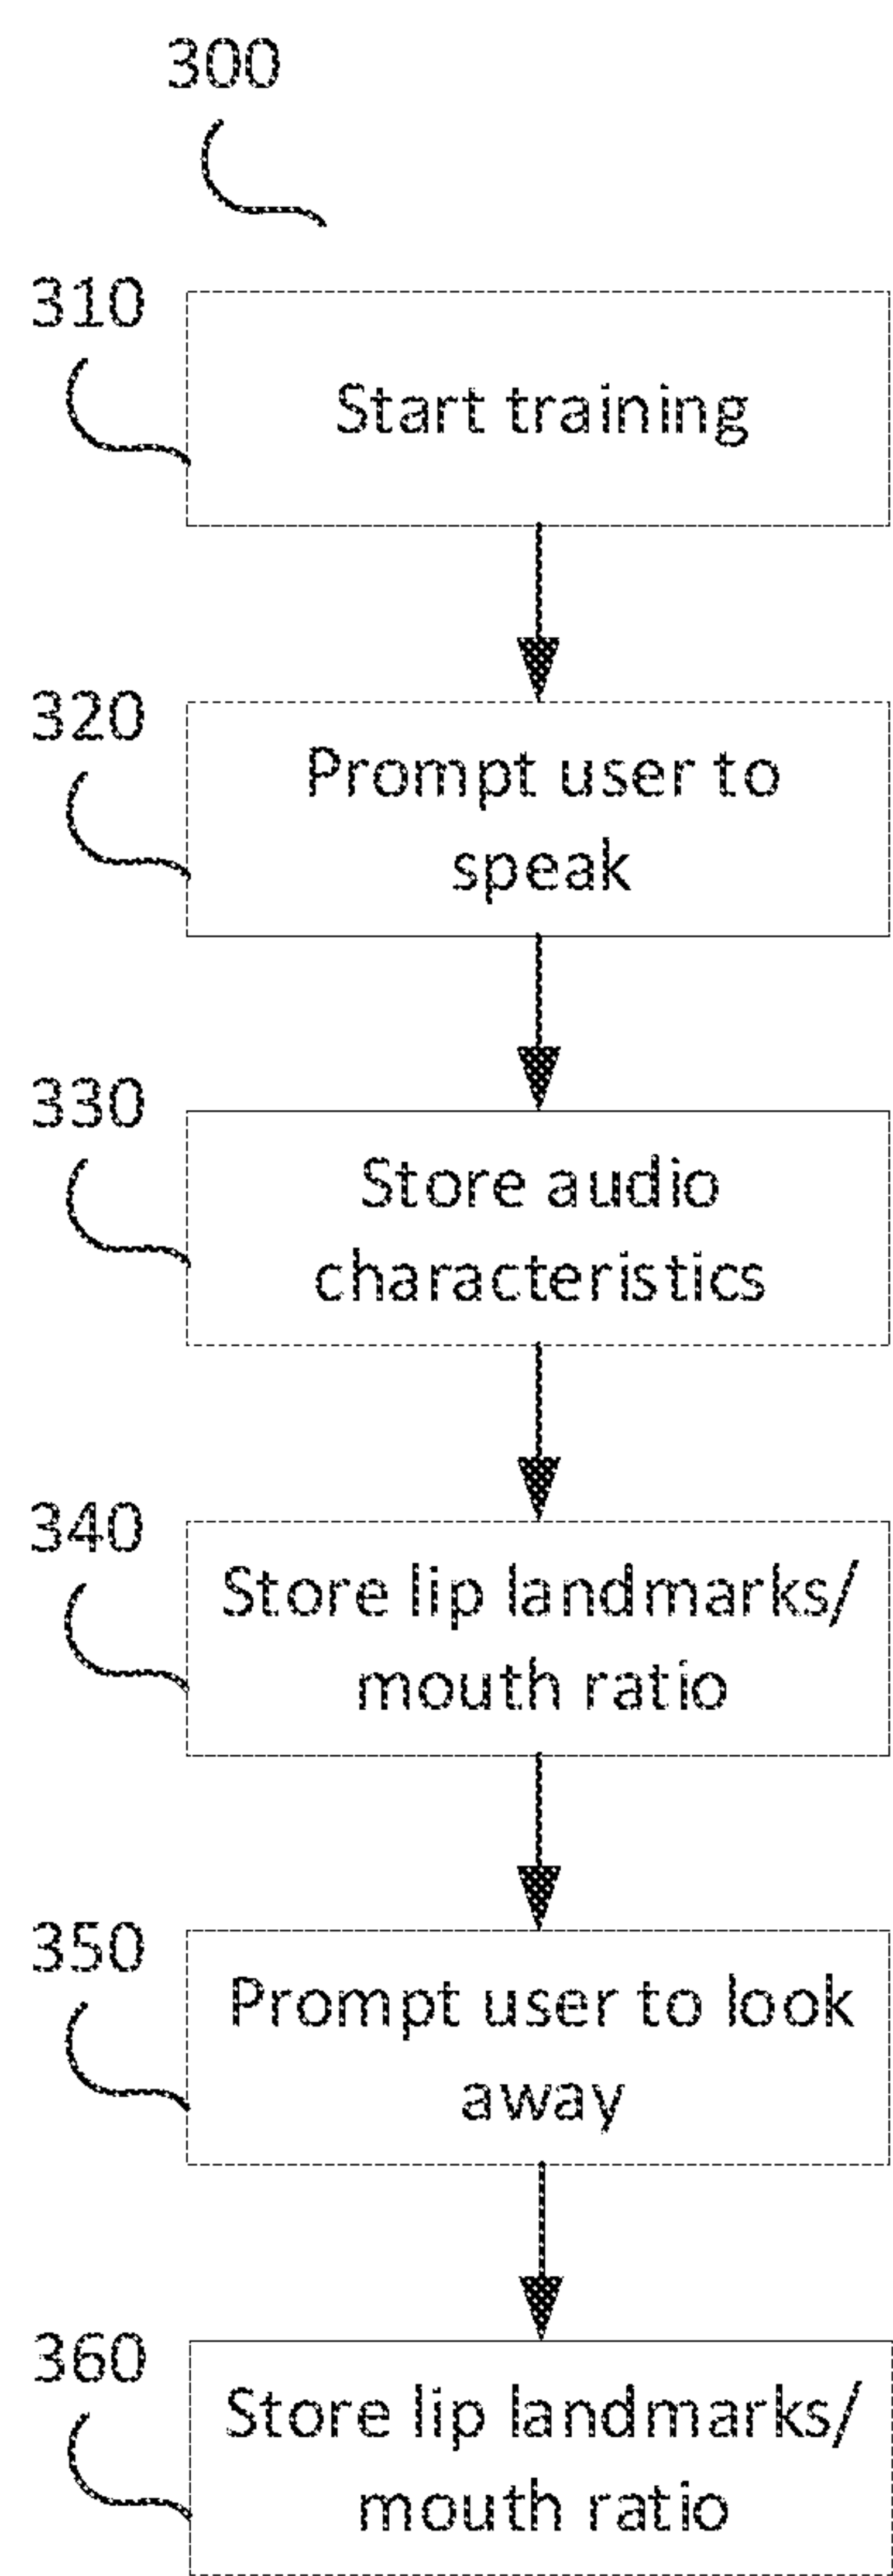 300
310
Start training
320
Prompt user to
speak
330
Store audio
characteristics
340
Store lip landmarks/
mouth ratio
350
Prompt user to look
away
360
Store lip landmarks/
mouth ratio